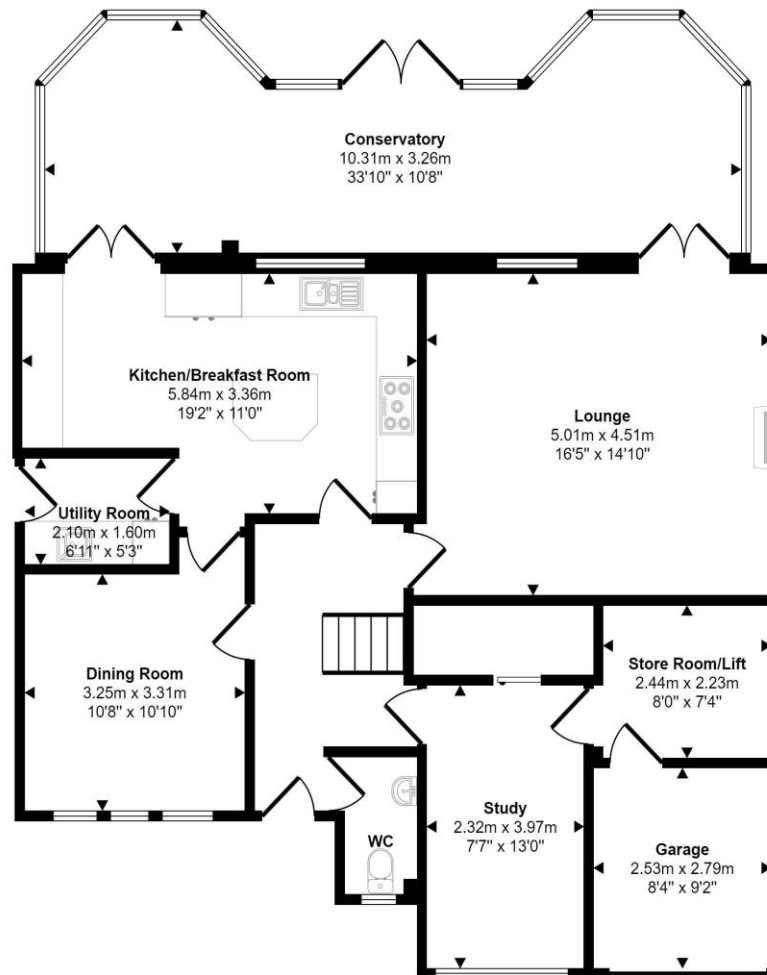 Conservatory
10.31m x 3.26m
33'10" x 10'8"
Kitchen/Breakfast Room
5.84m x 3.36m
19'2" x 11'0"
Lounge
5.01m x 4.51m
16'5" x 14'10"
Utility Room
2.10m x 1.60m
6'11" x 5'3"
Dining Room
3.25m x 3.31m
10'8" x 10'10"
Store Room/Lift
2.44m x 2.23m
8'0" x 7'4"
Study
2.32m x 3.97m
7'7" x 13'0"
WC
Garage
2.53m x 2.79m
8'4" x 9'2"